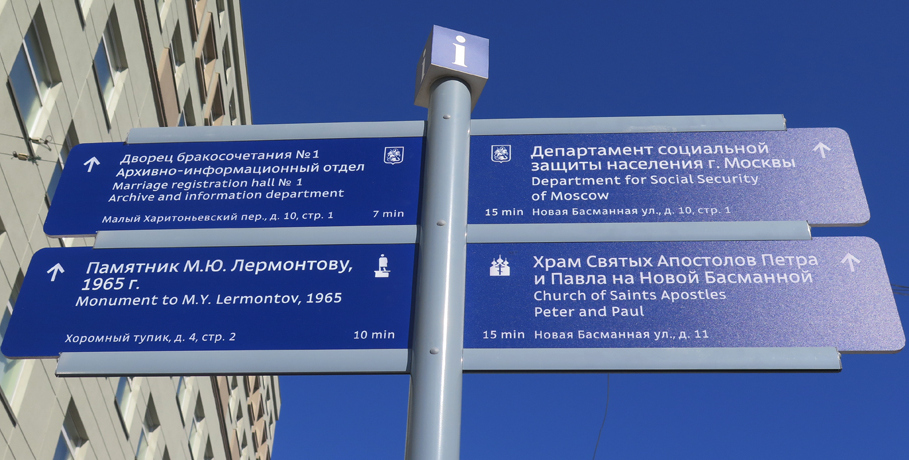 i
Дворец бракосочетания №1
Архивно-информационный отдел
Marriage registration hall № 1
Archive and information department
Малый Харитоньевский пер., д. 10, стр. 1
7 min
Департамент социальной
защиты населения г. Москвы
Department for Social Security
of Moscow
15 min
Новая Басманная ул., д. 10, стр. 1
Памятник М.Ю. Лермонтову,
1965 г.
Monument to M.Y. Lermontov, 1965
Хоромный тупик, д. 4, стр. 2
10 min
Храм Святых Апостолов Петра
и Павла на Новой Басманной
Church of Saints Apostles
Peter and Paul
15 min
Новая Басманная ул., д. 11